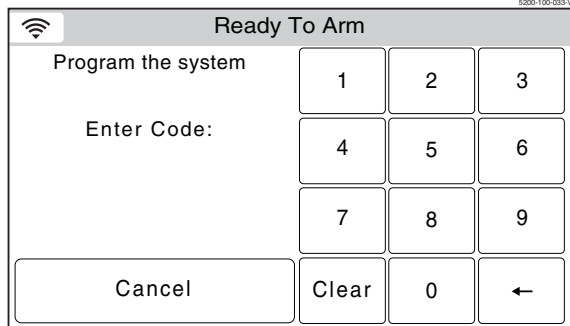 5200-100-033-V
Ready To Arm
Program the system
Enter Code:
1 2 3
4 5 6
7 8 9
Cancel Clear 0 ←